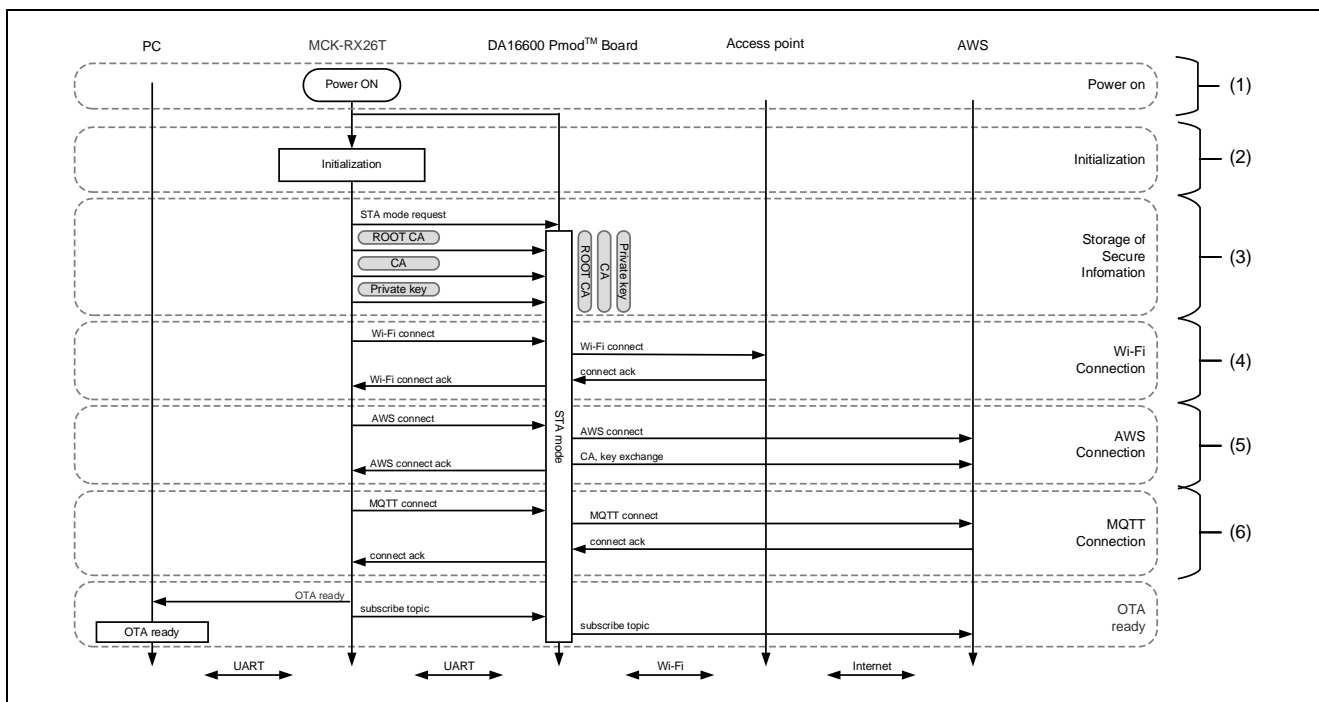 PC
MCK-RX26T
DA16600 Pmod™ Board
Access point
AWS
Power ON
Power on
(1)
Initialization
Initialization
(2)
STA mode request
ROOT CA
CA
Private key
ROOT CA
CA
Private key
Storage of
Secure
Infomation
(3)
Wi-Fi connect
Wi-Fi connect
connect ack
Wi-Fi connect ack
Wi-Fi
Connection
(4)
STA mode
AWS connect
AWS connect
CA, key exchange
AWS connect ack
AWS
Connection
(5)
MQTT connect
MQTT connect
connect ack
connect ack
MQTT
Connection
(6)
OTA ready
subscribe topic
OTA ready
subscribe topic
OTA
ready
UART
UART
Wi-Fi
Internet